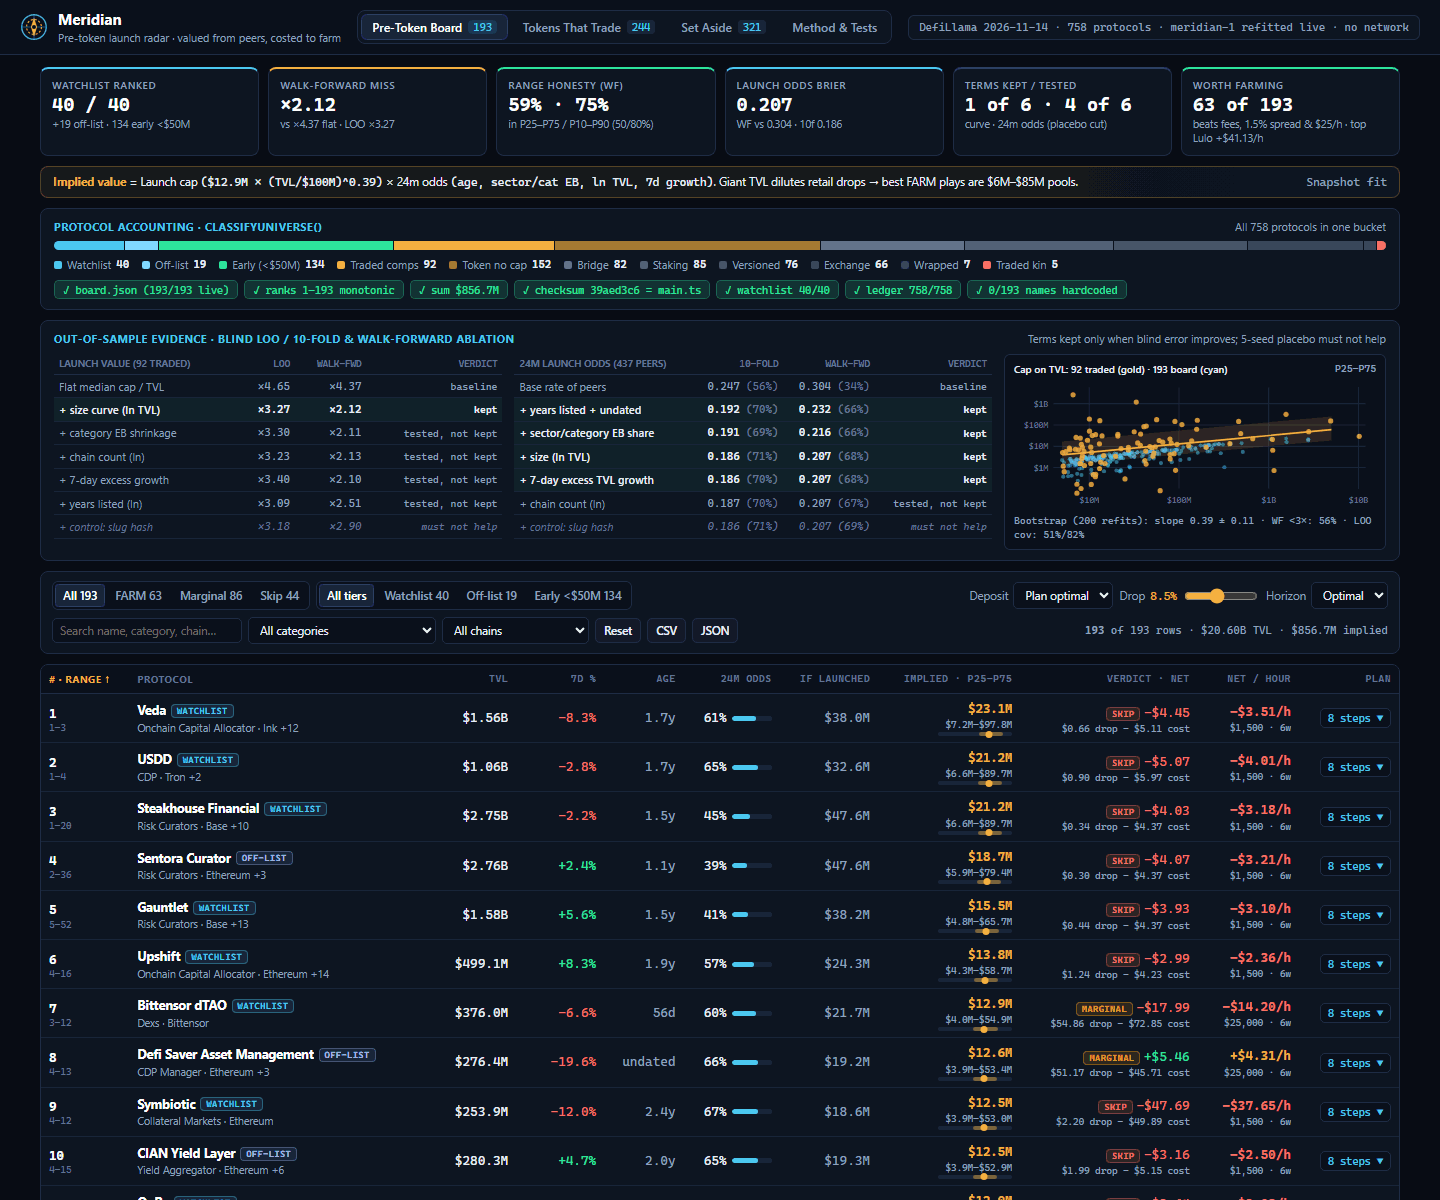 Meridian
Pre-token launch radar · valued from peers, costed to farm
Pre-Token Board 193
Tokens That Trade 244
Set Aside 321
Method & Tests
DefiLlama 2026-11-14 · 758 protocols · meridian-1 refitted live · no network
WATCHLIST RANKED
40 / 40
+19 off-list · 134 early <$50M
WALK-FORWARD MISS
×2.12
vs ×4.37 flat · LOO ×3.27
RANGE HONESTY (WF)
59% · 75%
in P25–P75 / P10–P90 (50/80%)
LAUNCH ODDS BRIER
0.207
WF vs 0.304 · 10f 0.186
TERMS KEPT / TESTED
1 of 6 · 4 of 6
curve · 24m odds (placebo cut)
WORTH FARMING
63 of 193
beats fees, 1.5% spread & $25/h · top
Lulo +$41.13/h
Implied value = Launch cap ($12.9M × (TVL/$100M)^0.39) × 24m odds (age, sector/cat EB, ln TVL, 7d growth). Giant TVL dilutes retail drops → best FARM plays are $6M–$85M pools.
Snapshot fit
PROTOCOL ACCOUNTING · CLASSIFYUNIVERSE()
All 758 protocols in one bucket
Watchlist 40 Off-list 19 Early (<$50M) 134 Traded comps 92 Token no cap 152 Bridge 82 Staking 85 Versioned 76 Exchange 66 Wrapped 7 Traded kin 5
✓ board.json (193/193 live) ✓ ranks 1–193 monotonic ✓ sum $856.7M ✓ checksum 39aed3c6 = main.ts ✓ watchlist 40/40 ✓ ledger 758/758 ✓ 0/193 names hardcoded
OUT-OF-SAMPLE EVIDENCE · BLIND LOO / 10-FOLD & WALK-FORWARD ABLATION
Terms kept only when blind error improves; 5-seed placebo must not help
LAUNCH VALUE (92 TRADED) LOO WALK-FWD VERDICT
Flat median cap / TVL ×4.65 ×4.37 baseline
+ size curve (ln TVL) ×3.27 ×2.12 kept
+ category EB shrinkage ×3.30 ×2.11 tested, not kept
+ chain count (ln) ×3.23 ×2.13 tested, not kept
+ 7-day excess growth ×3.40 ×2.10 tested, not kept
+ years listed (ln) ×3.09 ×2.51 tested, not kept
+ control: slug hash ×3.18 ×2.90 must not help
24M LAUNCH ODDS (437 PEERS) 10-FOLD WALK-FWD VERDICT
Base rate of peers 0.247 (56%) 0.304 (34%) baseline
+ years listed + undated 0.192 (70%) 0.232 (66%) kept
+ sector/category EB share 0.191 (69%) 0.216 (66%) kept
+ size (ln TVL) 0.186 (71%) 0.207 (68%) kept
+ 7-day excess TVL growth 0.186 (70%) 0.207 (68%) kept
+ chain count (ln) 0.187 (70%) 0.207 (67%) tested, not kept
+ control: slug hash 0.186 (71%) 0.207 (69%) must not help
Cap on TVL: 92 traded (gold) · 193 board (cyan) P25–P75
$1B
$100M
$10M
$1M
$10M $100M $1B $10B
Bootstrap (200 refits): slope 0.39 ± 0.11 · WF <3×: 56% · LOO
cov: 51%/82%
All 193 FARM 63 Marginal 86 Skip 44
All tiers Watchlist 40 Off-list 19 Early <$50M 134
Deposit Plan optimal Drop 8.5% Horizon Optimal
Search name, category, chain... All categories All chains Reset CSV JSON
193 of 193 rows · $20.60B TVL · $856.7M implied
# · RANGE ↑ PROTOCOL TVL 7D % AGE 24M ODDS IF LAUNCHED IMPLIED · P25–P75 VERDICT · NET NET / HOUR PLAN
1 Veda WATCHLIST $1.56B −8.3% 1.7y 61% $38.0M $23.1M SKIP −$4.45 −$3.51/h 8 steps ▼
1–3 Onchain Capital Allocator · Ink +12 $7.2M–$97.8M $0.66 drop − $5.11 cost $1,500 · 6w
2 USDD WATCHLIST $1.06B −2.8% 1.7y 65% $32.6M $21.2M SKIP −$5.07 −$4.01/h 8 steps ▼
1–4 CDP · Tron +2 $6.6M–$89.7M $0.90 drop − $5.97 cost $1,500 · 6w
3 Steakhouse Financial WATCHLIST $2.75B −2.2% 1.5y 45% $47.6M $21.2M SKIP −$4.03 −$3.18/h 8 steps ▼
1–20 Risk Curators · Base +10 $6.6M–$89.7M $0.34 drop − $4.37 cost $1,500 · 6w
4 Sentora Curator OFF-LIST $2.76B +2.4% 1.1y 39% $47.6M $18.7M SKIP −$4.07 −$3.21/h 8 steps ▼
2–36 Risk Curators · Ethereum +3 $5.9M–$79.4M $0.30 drop − $4.37 cost $1,500 · 6w
5 Gauntlet WATCHLIST $1.58B +5.6% 1.5y 41% $38.2M $15.5M SKIP −$3.93 −$3.10/h 8 steps ▼
5–52 Risk Curators · Base +13 $4.8M–$65.7M $0.44 drop − $4.37 cost $1,500 · 6w
6 Upshift WATCHLIST $499.1M +8.3% 1.9y 57% $24.3M $13.8M SKIP −$2.99 −$2.36/h 8 steps ▼
4–16 Onchain Capital Allocator · Ethereum +14 $4.3M–$58.7M $1.24 drop − $4.23 cost $1,500 · 6w
7 Bittensor dTAO WATCHLIST $376.0M −6.6% 56d 60% $21.7M $12.9M MARGINAL −$17.99 −$14.20/h 8 steps ▼
3–12 Dexs · Bittensor $4.0M–$54.9M $54.86 drop − $72.85 cost $25,000 · 6w
8 Defi Saver Asset Management OFF-LIST $276.4M −19.6% undated 66% $19.2M $12.6M MARGINAL +$5.46 +$4.31/h 8 steps ▼
4–13 CDP Manager · Ethereum +3 $3.9M–$53.4M $51.17 drop − $45.71 cost $25,000 · 6w
9 Symbiotic WATCHLIST $253.9M −12.0% 2.4y 67% $18.6M $12.5M SKIP −$47.69 −$37.65/h 8 steps ▼
4–12 Collateral Markets · Ethereum $3.9M–$53.0M $2.20 drop − $49.89 cost $1,500 · 6w
10 CIAN Yield Layer OFF-LIST $280.3M +4.7% 2.0y 65% $19.3M $12.5M SKIP −$3.16 −$2.50/h 8 steps ▼
4–15 Yield Aggregator · Ethereum +6 $3.9M–$52.9M $1.99 drop − $5.15 cost $1,500 · 6w